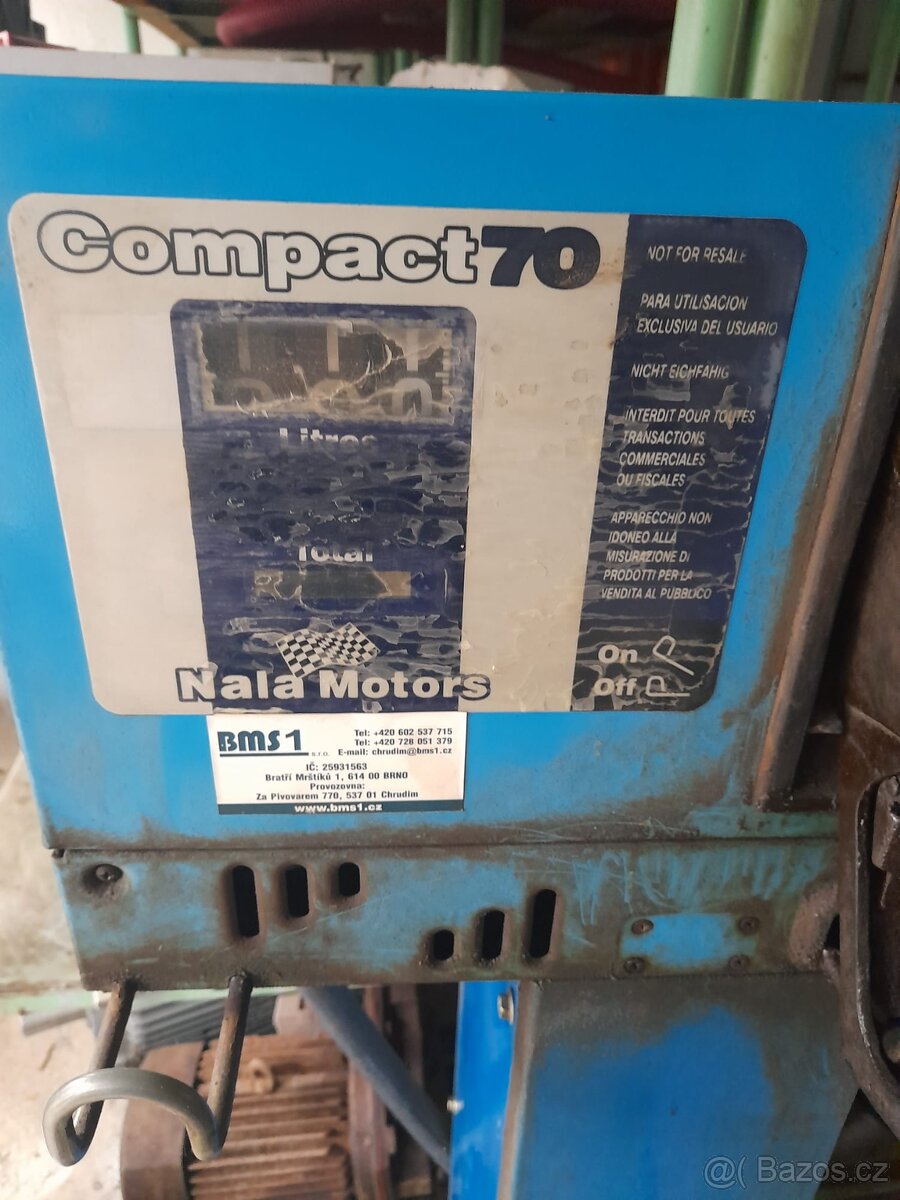 Compact 70
Litres
Total
Nala Motors
NOT FOR RESALE
PARA UTILISACION
EXCLUSIVA DEL USUARIO
NICHT EICHFÄHIG
INTERDIT POUR TOUTES
TRANSACTIONS
COMMERCIALES
OU FISCALES
APPARECCHIO NON
IDONEO ALLA
MISURAZIONE DI
PRODOTTI PER LA
VENDITA AL PUBBLICO
On
Off
BMS1 s.r.o.
Tel: +420 602 537 715
Tel: +420 728 051 379
E-mail: chrudim@bms1.cz
IČ: 25931563
Bratří Mrštíků 1, 614 00 BRNO
Provozovna:
Za Pivovarem 770, 537 01 Chrudim
www.bms1.cz
@( Bazos.cz